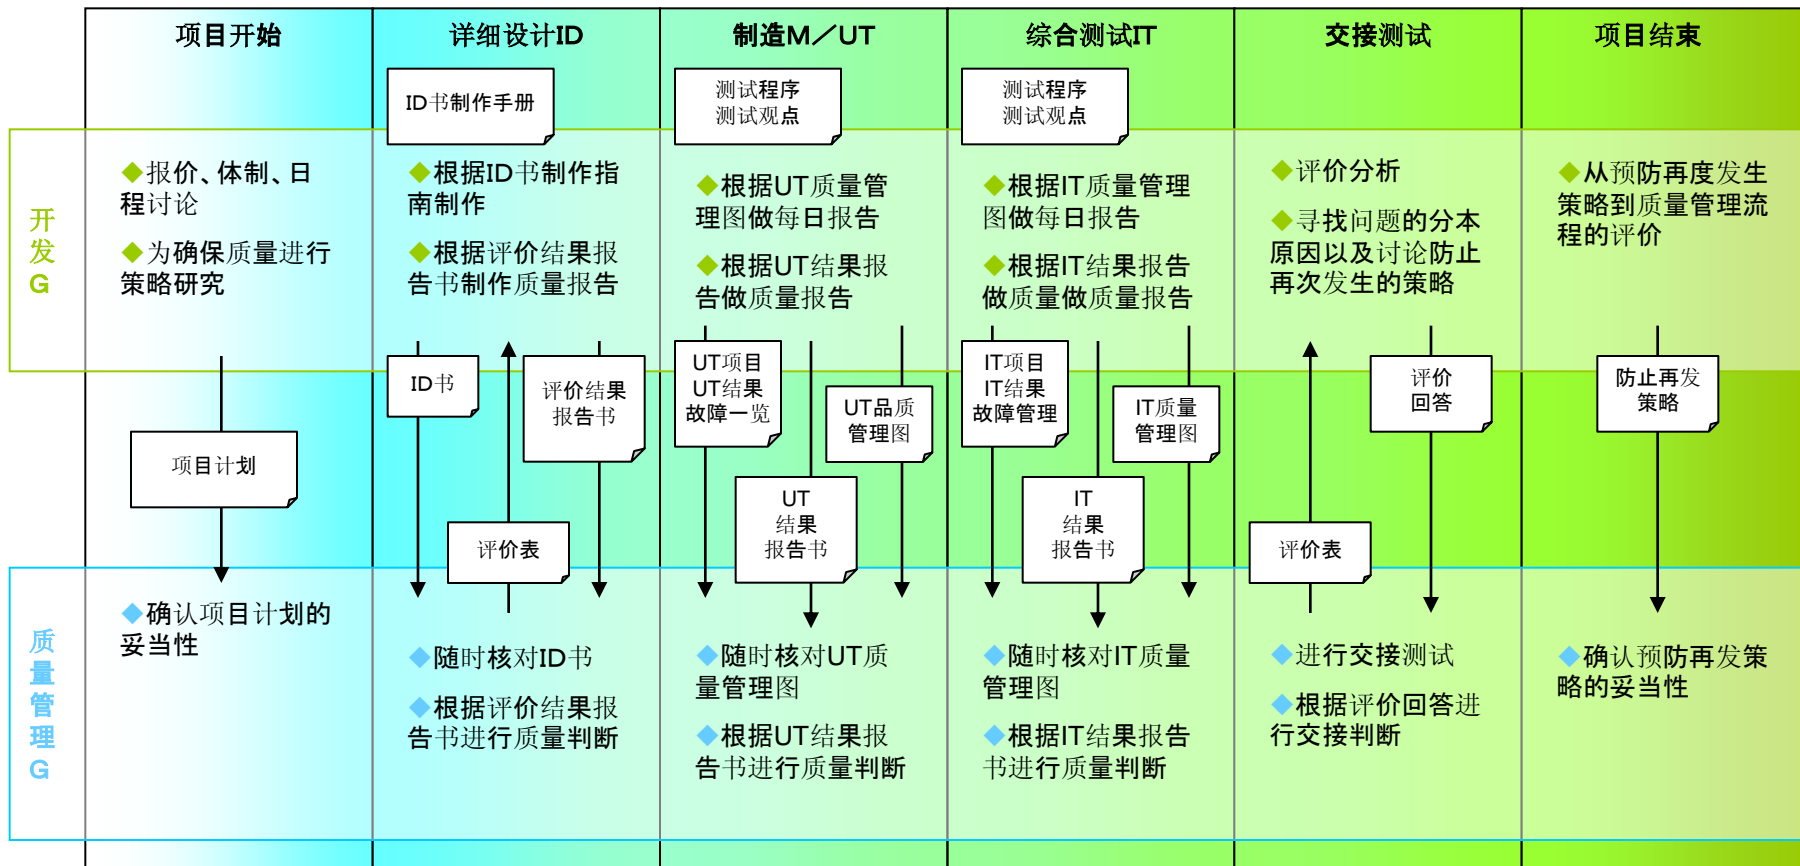 项目开始
详细设计ID
制造M／UT
综合测试IT
交接测试
项目结束
ID书制作手册
测试程序
测试观点
测试程序
测试观点
开
发
G
◆报价、体制、日
程讨论
◆为确保质量进行
策略研究
◆根据ID书制作指
南制作
◆根据评价结果报
告书制作质量报告
◆根据UT质量管
理图做每日报告
◆根据UT结果报
告做质量报告
◆根据IT质量管理
图做每日报告
◆根据IT结果报告
做质量做质量报告
◆评价分析
◆寻找问题的分本
原因以及讨论防止
再次发生的策略
◆从预防再度发生
策略到质量管理流
程的评价
项目计划
ID书
评价结果
报告书
评价表
UT项目
UT结果
故障一览
UT品质
管理图
UT
结果
报告书
IT项目
IT结果
故障管理
IT质量
管理图
IT
结果
报告书
评价
回答
评价表
防止再发
策略
质
量
管
理
G
◆确认项目计划的
妥当性
◆随时核对ID书
◆根据评价结果报
告书进行质量判断
◆随时核对UT质
量管理图
◆根据UT结果报
告书进行质量判断
◆随时核对IT质量
管理图
◆根据IT结果报告
书进行质量判断
◆进行交接测试
◆根据评价回答进
行交接判断
◆确认预防再发策
略的妥当性